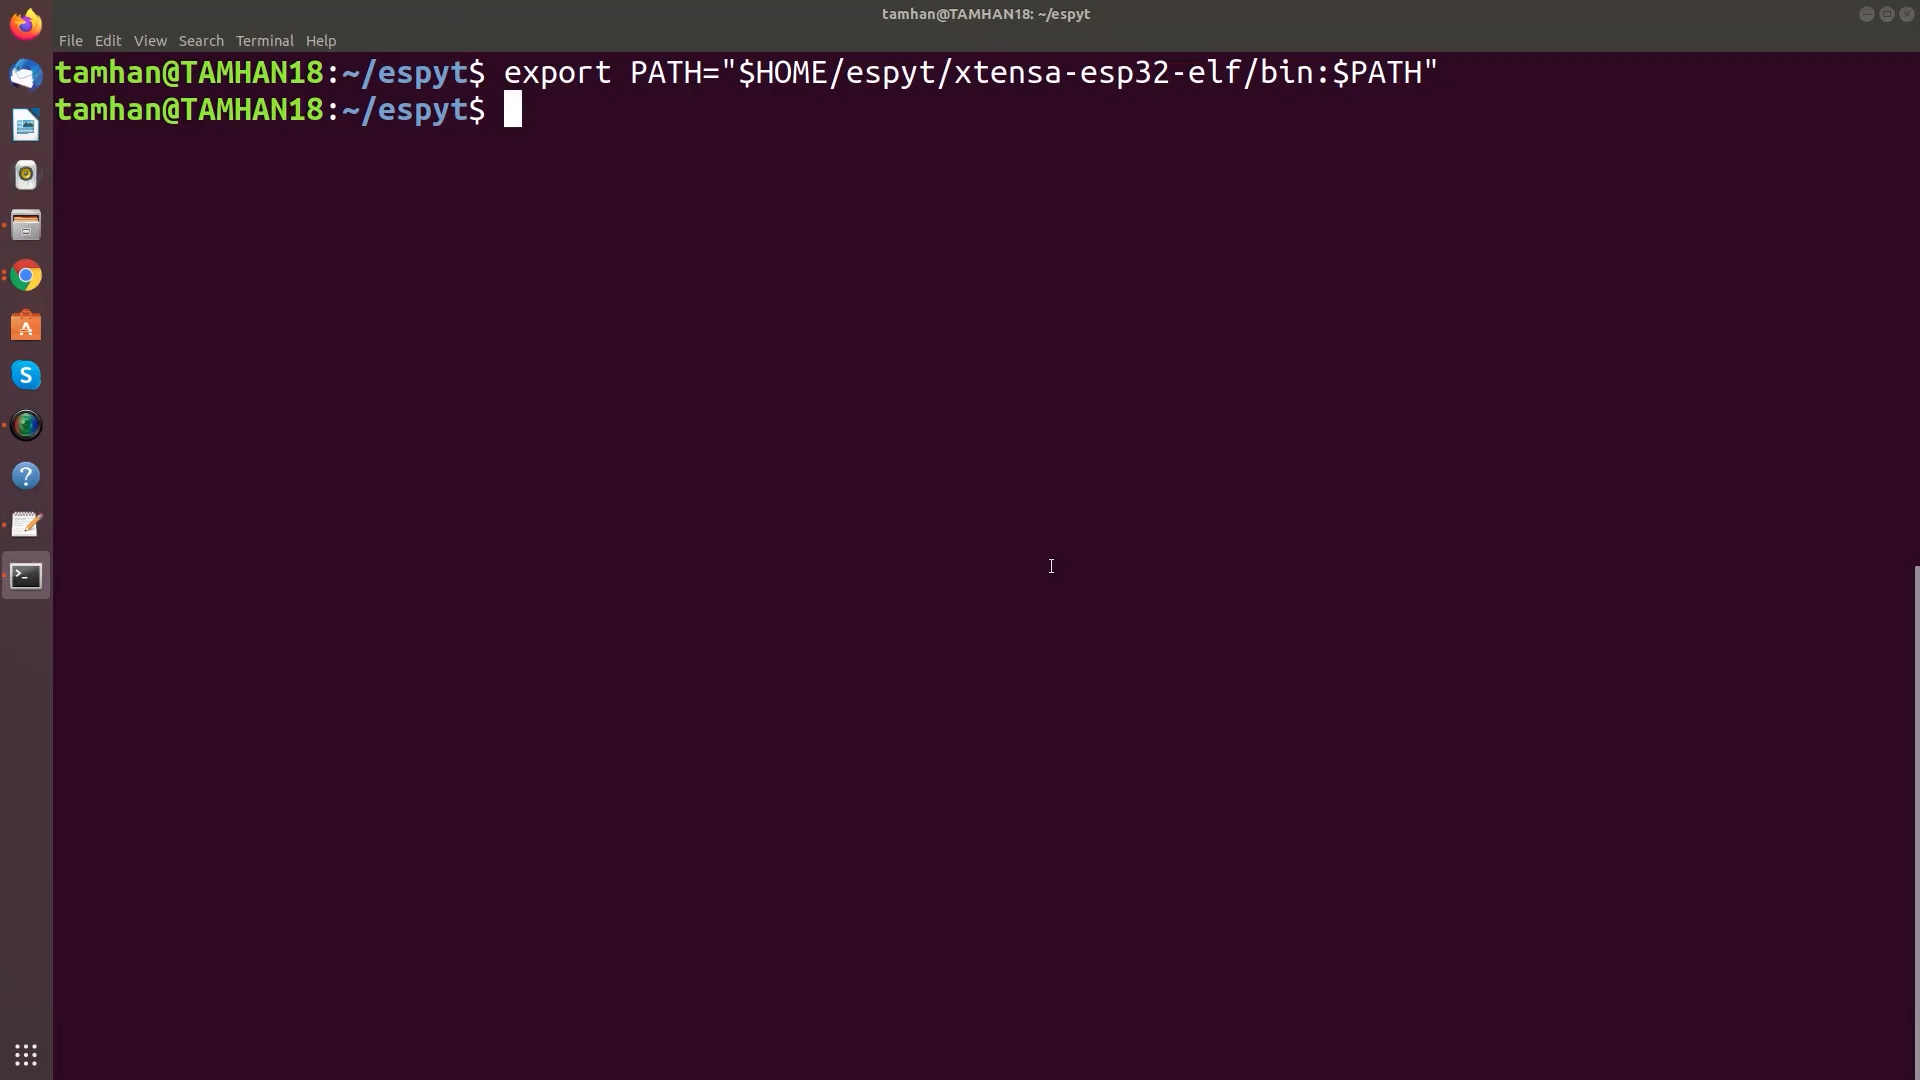 tamhan@TAMHAN18: ~/espyt
File Edit View Search Terminal Help
tamhan@TAMHAN18:~/espyt$ export PATH="$HOME/espyt/xtensa-esp32-elf/bin:$PATH"
tamhan@TAMHAN18:~/espyt$